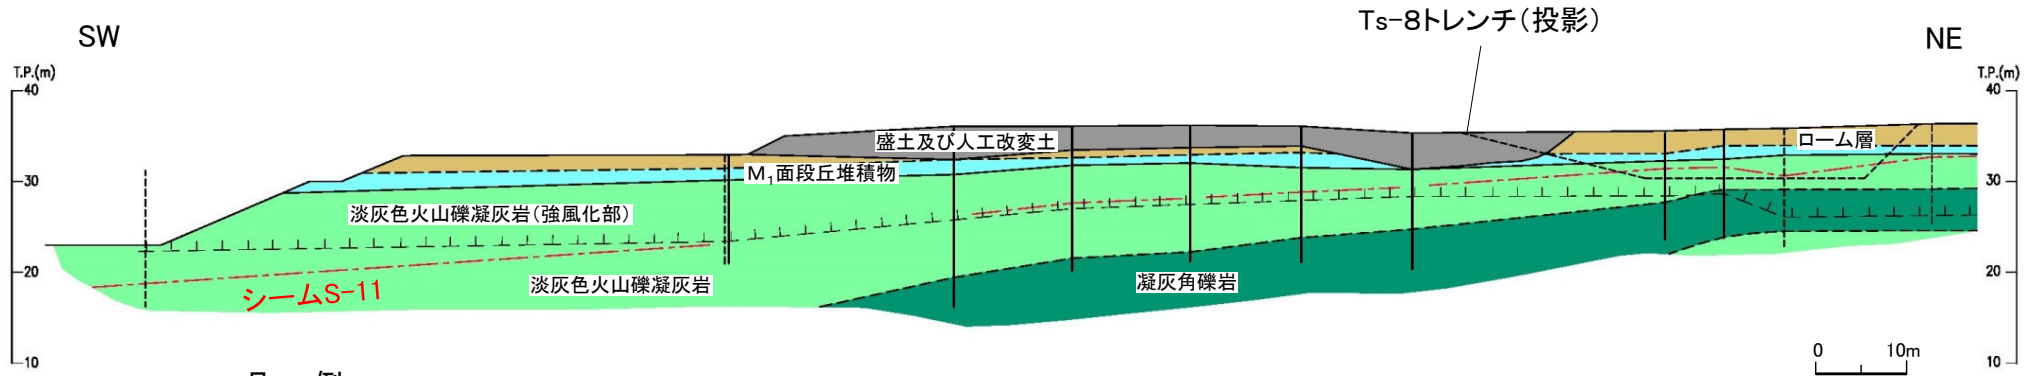 Ts-8トレンチ(投影)
SW
NE
T.P.(m)
T.P.(m)
40
40
盛土及び人工改変土
ローム層
M₁面段丘堆積物
30
30
淡灰色火山礫凝灰岩(強風化部)
淡灰色火山礫凝灰岩
凝灰角礫岩
シームS-11
20
20
0 10m
10
10